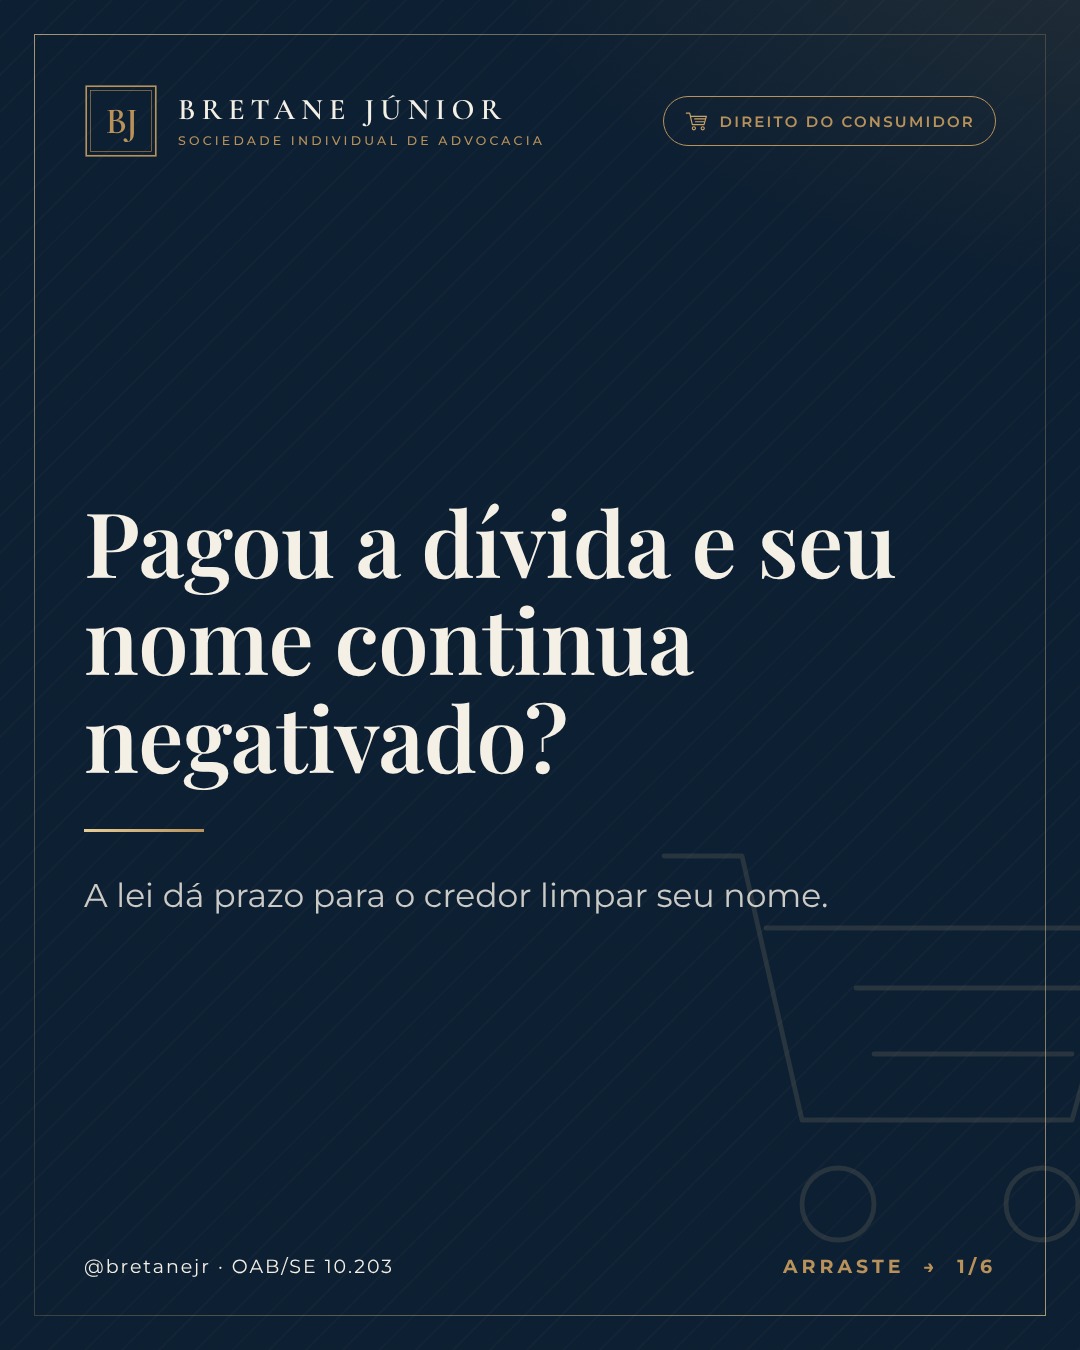 BJ
BRETANE JÚNIOR
SOCIEDADE INDIVIDUAL DE ADVOCACIA
DIREITO DO CONSUMIDOR
Pagou a dívida e seu
nome continua
negativado?
A lei dá prazo para o credor limpar seu nome.
@bretanejr · OAB/SE 10.203
ARRASTE → 1/6